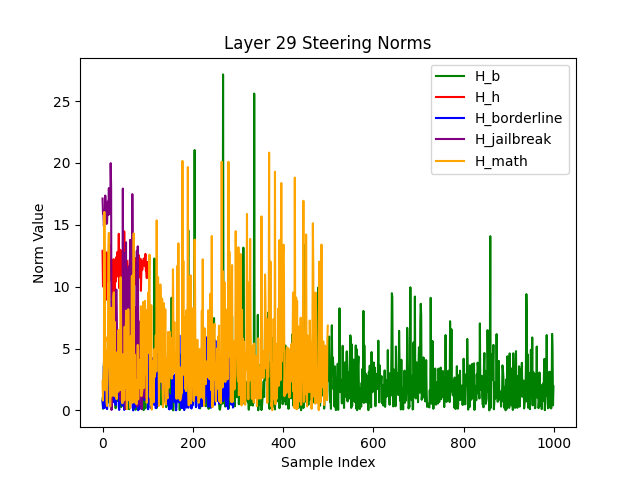 Layer 29 Steering Norms
Norm Value
25
20
15
10
5
0
H_b
H_h
H_borderline
H_jailbreak
H_math
0 200 400 600 800 1000
Sample Index